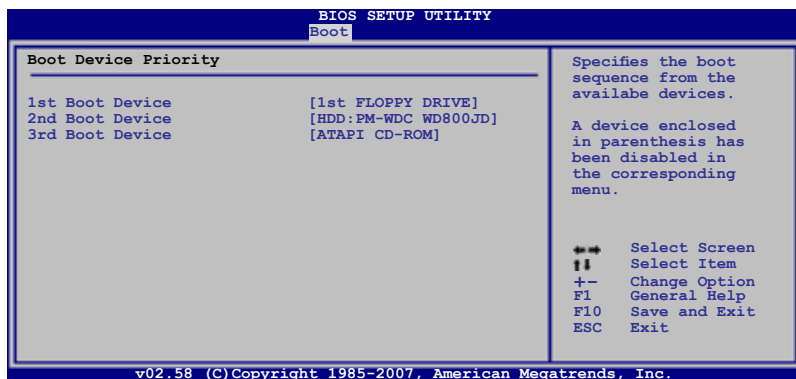 BIOS SETUP UTILITY
Boot
Boot Device Priority
1st Boot Device [1st FLOPPY DRIVE]
2nd Boot Device [HDD:PM-WDC WD800JD]
3rd Boot Device [ATAPI CD-ROM]
Specifies the boot
sequence from the
availabe devices.
A device enclosed
in parenthesis has
been disabled in
the corresponding
menu.
←→ Select Screen
↑↓ Select Item
+- Change Option
F1 General Help
F10 Save and Exit
ESC Exit
v02.58 (C)Copyright 1985-2007, American Megatrends, Inc.